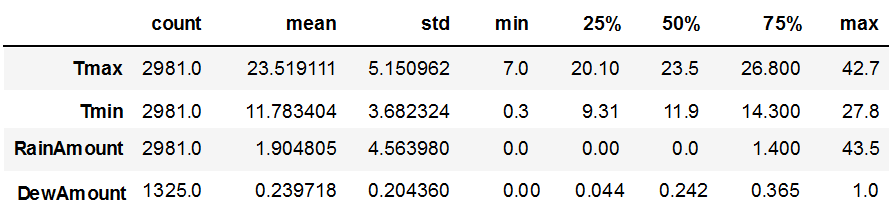 count mean std min 25% 50% 75% max
Tmax 2981.0 23.519111 5.150962 7.0 20.10 23.5 26.800 42.7
Tmin 2981.0 11.783404 3.682324 0.3 9.31 11.9 14.300 27.8
RainAmount 2981.0 1.904805 4.563980 0.0 0.00 0.0 1.400 43.5
DewAmount 1325.0 0.239718 0.204360 0.00 0.044 0.242 0.365 1.0